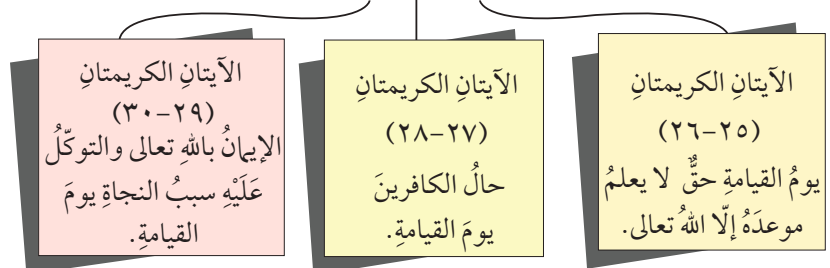 الآيتانِ الكريمتانِ
(٢٥-٢٦)
يومُ القيامةِ حقٌّ لا يعلمُ
موعدَهُ إلّا اللهُ تعالى.
الآيتانِ الكريمتانِ
(٢٧-٢٨)
حالُ الكافرينَ
يومَ القيامةِ.
الآيتانِ الكريمتانِ
(٢٩-٣٠)
الإيمانُ باللهِ تعالى والتوكّلُ
عَلَيْهِ سببُ النجاةِ يومَ
القيامةِ.